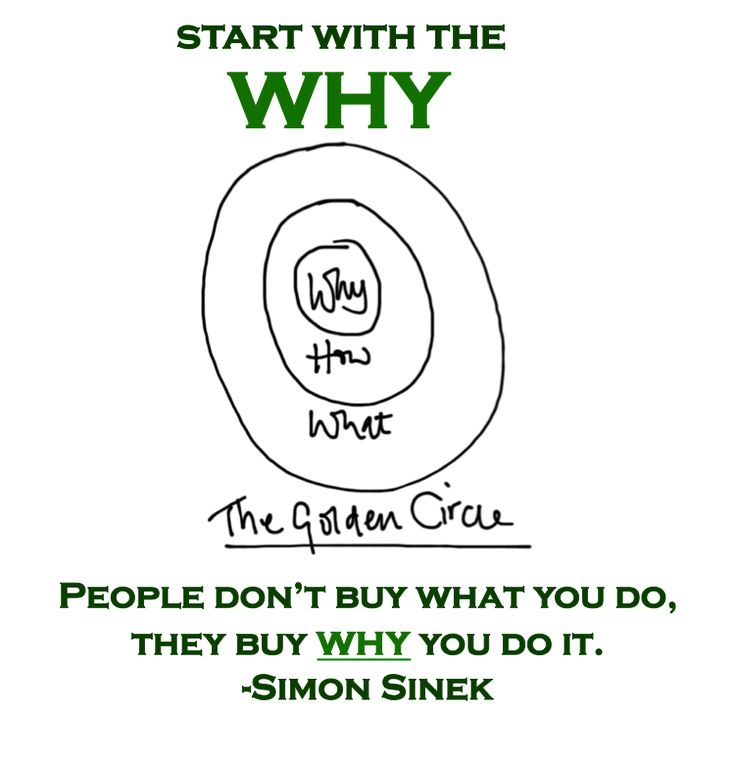 START WITH THE
WHY
Why
How
What
The Golden Circle
PEOPLE DON'T BUY WHAT YOU DO,
THEY BUY WHY YOU DO IT.
-SIMON SINEK